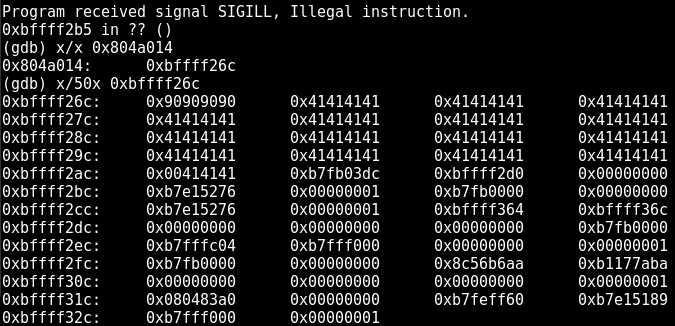 Program received signal SIGILL, Illegal instruction.
0xbffff2b5 in ?? ()
(gdb) x/x 0x804a014
0x804a014:      0xbffff26c
(gdb) x/50x 0xbffff26c
0xbffff26c:     0x90909090      0x41414141      0x41414141      0x41414141
0xbffff27c:     0x41414141      0x41414141      0x41414141      0x41414141
0xbffff28c:     0x41414141      0x41414141      0x41414141      0x41414141
0xbffff29c:     0x41414141      0x41414141      0x41414141      0x41414141
0xbffff2ac:     0x00414141      0xb7fb03dc      0xbffff2d0      0x00000000
0xbffff2bc:     0xb7e15276      0x00000001      0xb7fb0000      0x00000000
0xbffff2cc:     0xb7e15276      0x00000001      0xbffff364      0xbffff36c
0xbffff2dc:     0x00000000      0x00000000      0x00000000      0xb7fb0000
0xbffff2ec:     0xb7fffc04      0xb7fff000      0x00000000      0x00000001
0xbffff2fc:     0xb7fb0000      0x00000000      0x8c56b6aa      0xb1177aba
0xbffff30c:     0x00000000      0x00000000      0x00000000      0x00000001
0xbffff31c:     0x080483a0      0x00000000      0xb7feff60      0xb7e15189
0xbffff32c:     0xb7fff000      0x00000001